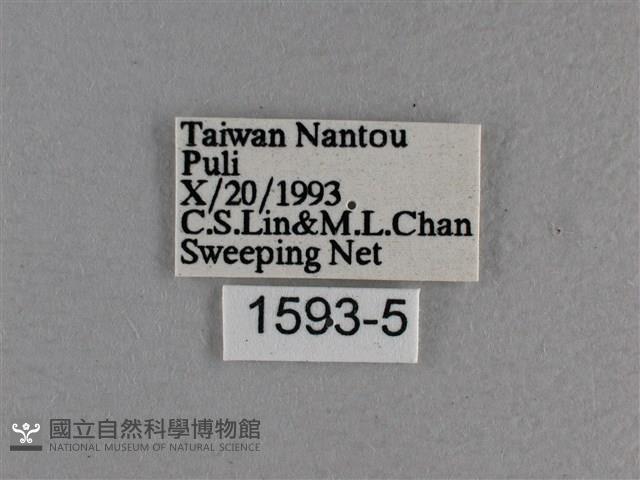 Taiwan Nantou
Puli
X/20/1993
C.S.Lin&M.L.Chan
Sweeping Net
1593-5
國立自然科學博物館
NATIONAL MUSEUM OF NATURAL SCIENCE